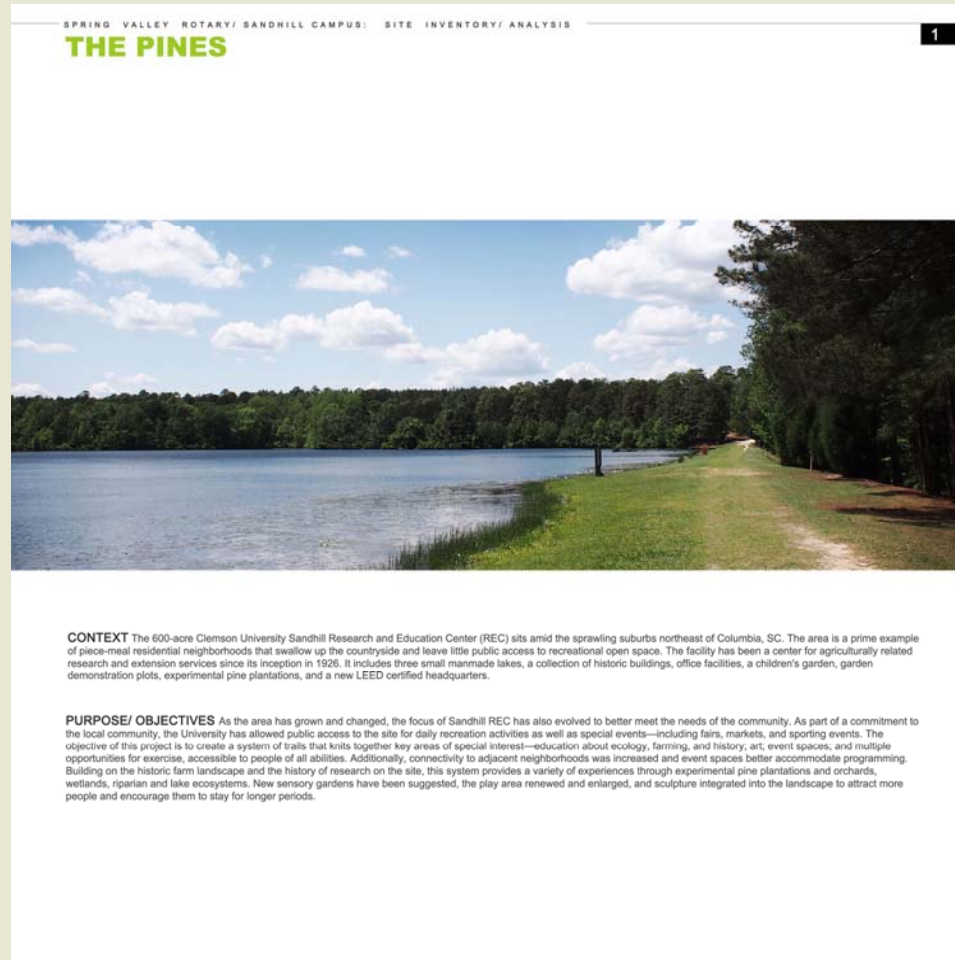 SPRING VALLEY ROTARY/ SANDHILL CAMPUS: SITE INVENTORY/ ANALYSIS
1
THE PINES
CONTEXT The 600-acre Clemson University Sandhill Research and Education Center (REC) sits amid the sprawling suburbs northeast of Columbia, SC. The area is a prime example
of piece-meal residential neighborhoods that swallow up the countryside and leave little public access to recreational open space. The facility has been a center for agriculturally related
research and extension services since its inception in 1926. It includes three small manmade lakes, a collection of historic buildings, office facilities, a children's garden, garden
demonstration plots, experimental pine plantations, and a new LEED certified headquarters.
PURPOSE/ OBJECTIVES As the area has grown and changed, the focus of Sandhill REC has also evolved to better meet the needs of the community. As part of a commitment to
the local community, the University has allowed public access to the site for daily recreation activities as well as special events—including fairs, markets, and sporting events. The
objective of this project is to create a system of trails that knits together key areas of special interest—education about ecology, farming, and history; art; event spaces; and multiple
opportunities for exercise, accessible to people of all abilities. Additionally, connectivity to adjacent neighborhoods was increased and event spaces better accommodate programming.
Building on the historic farm landscape and the history of research on the site, this system provides a variety of experiences through experimental pine plantations and orchards,
wetlands, riparian and lake ecosystems. New sensory gardens have been suggested, the play area renewed and enlarged, and sculpture integrated into the landscape to attract more
people and encourage them to stay for longer periods.